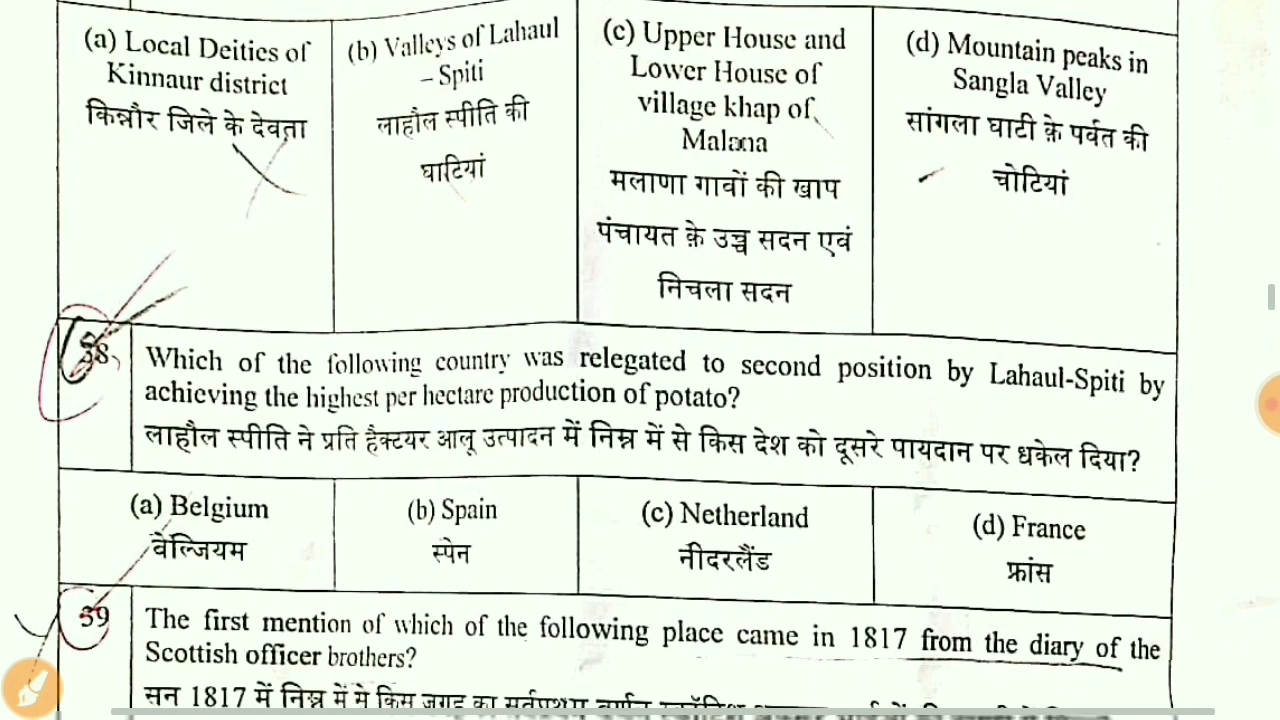 (a) Local Deities of
Kinnaur district
किन्नौर जिले के देवता
(b) Valleys of Lahaul
– Spiti
लाहौल स्पीति की
घाटियां
(c) Upper House and
Lower House of
village khap of
Malana
मलाणा गावों की खाप
पंचायत के उच्च सदन एवं
निचला सदन
(d) Mountain peaks in
Sangla Valley
सांगला घाटी के पर्वत की
चोटियां
38. Which of the following country was relegated to second position by Lahaul-Spiti by
achieving the highest per hectare production of potato?
लाहौल स्पीति ने प्रति हैक्टयर आलू उत्पादन में निम्न में से किस देश को दूसरे पायदान पर धकेल दिया?
(a) Belgium
बेल्जियम
(b) Spain
स्पेन
(c) Netherland
नीदरलैंड
(d) France
फ्रांस
39 The first mention of which of the following place came in 1817 from the diary of the
Scottish officer brothers?
सन 1817 में निम्न में से किस जगह का